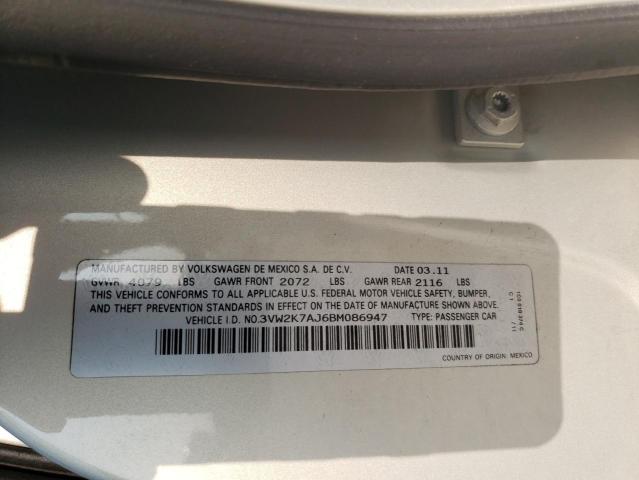 MANUFACTURED BY VOLKSWAGEN DE MEXICO S.A. DE C.V. DATE 03.11
GVWR 4079 LBS GAWR FRONT 2072 LBS GAWR REAR 2116 LBS
THIS VEHICLE CONFORMS TO ALL APPLICABLE U.S. FEDERAL MOTOR VEHICLE SAFETY, BUMPER,
AND THEFT PREVENTION STANDARDS IN EFFECT ON THE DATE OF MANUFACTURE SHOWN ABOVE.
VEHICLE I.D. NO. 3VW2K7AJ6BM086947 TYPE: PASSENGER CAR
COUNTRY OF ORIGIN: MEXICO